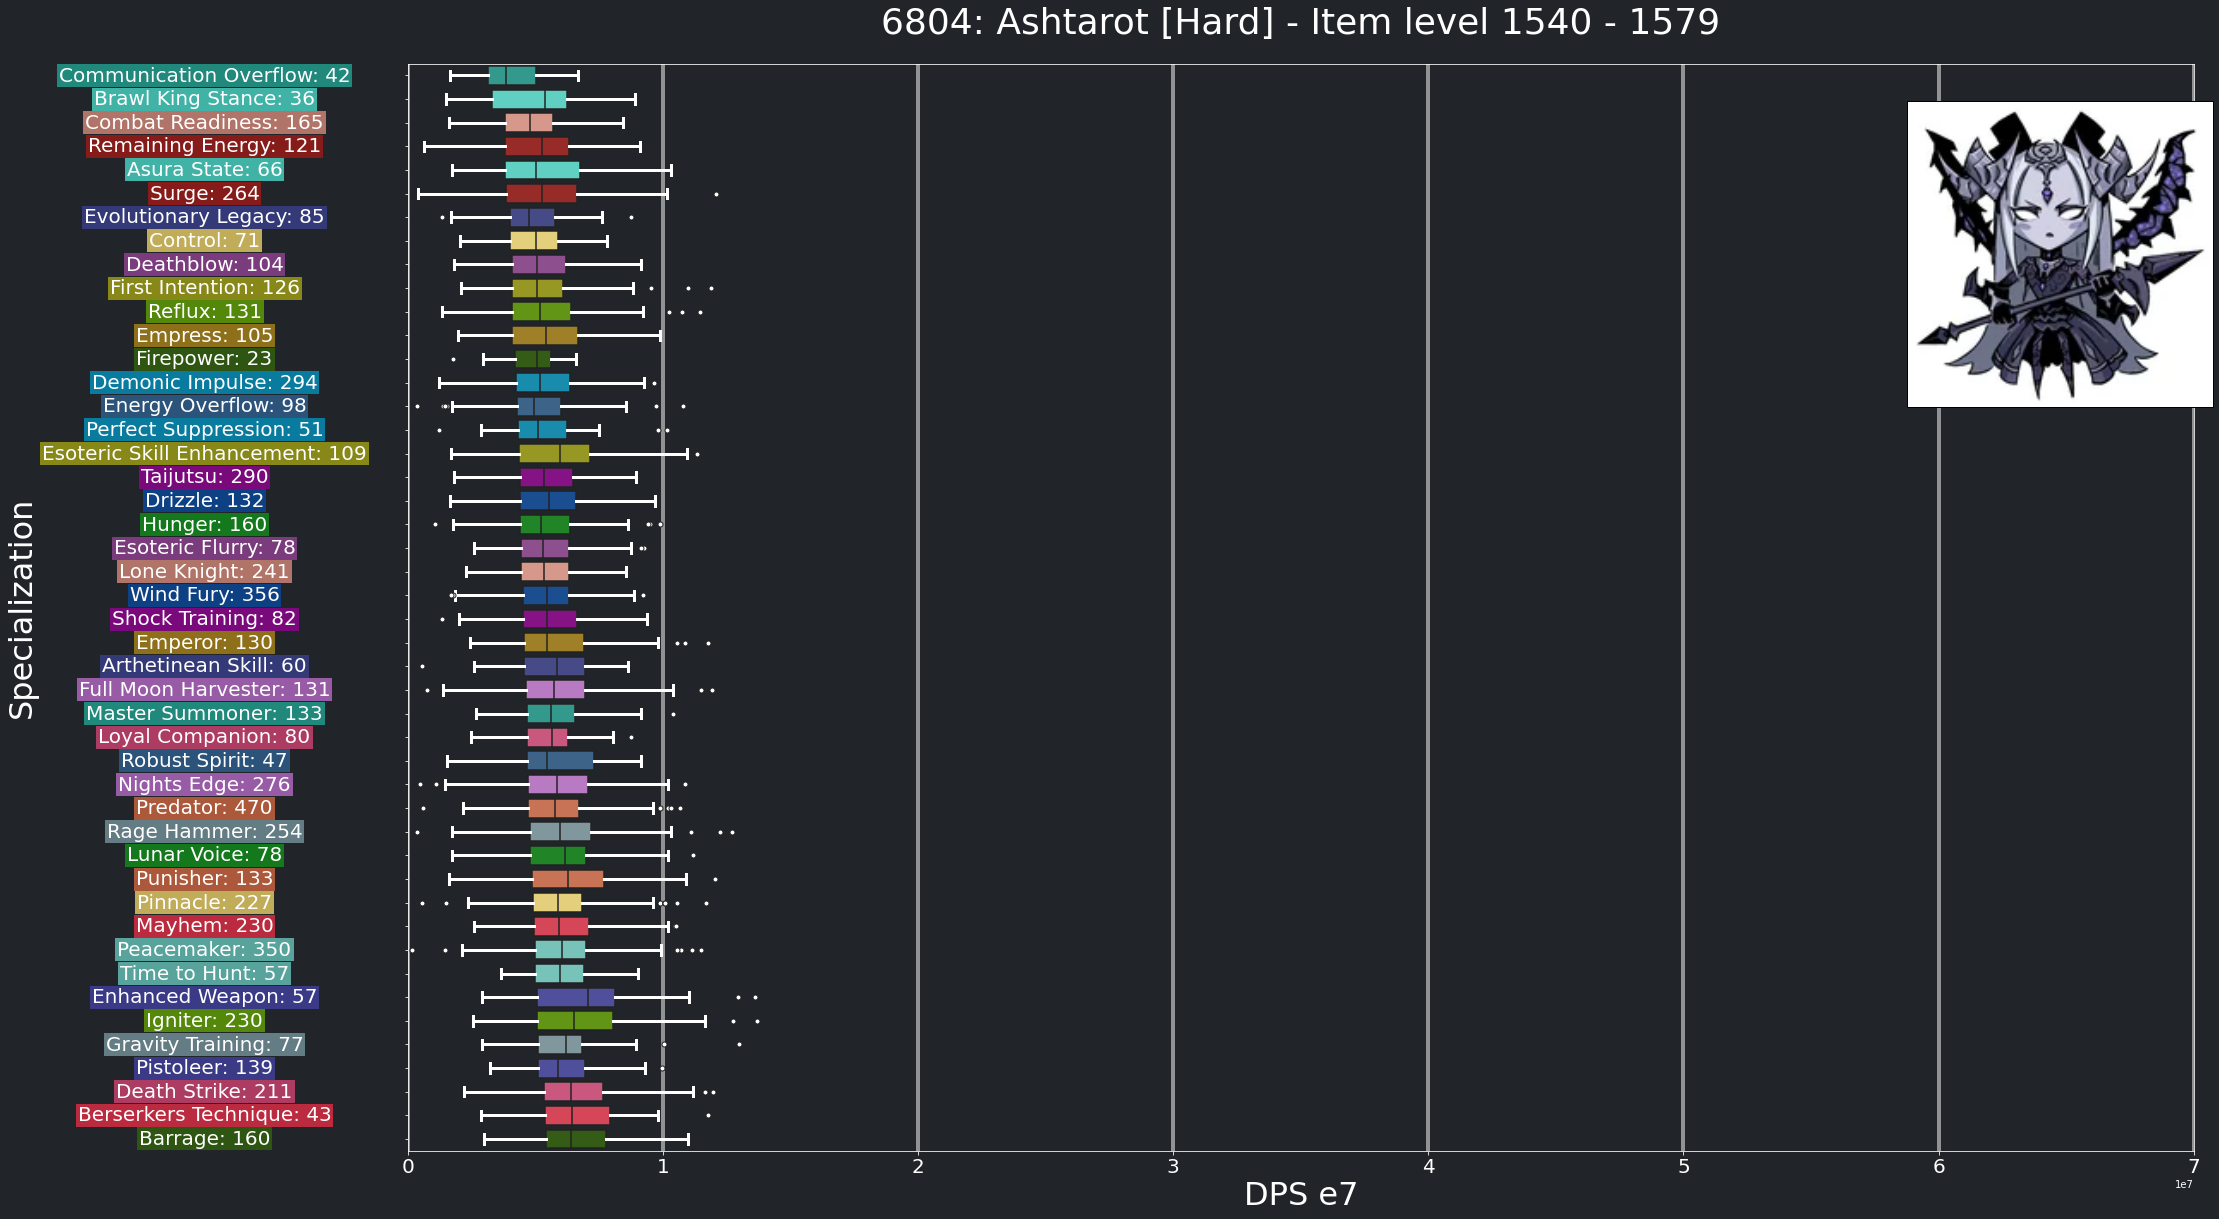 6804: Ashtarot [Hard] - Item level 1540 - 1579
Specialization
Communication Overflow: 42
Brawl King Stance: 36
Combat Readiness: 165
Remaining Energy: 121
Asura State: 66
Surge: 264
Evolutionary Legacy: 85
Control: 71
Deathblow: 104
First Intention: 126
Reflux: 131
Empress: 105
Firepower: 23
Demonic Impulse: 294
Energy Overflow: 98
Perfect Suppression: 51
Esoteric Skill Enhancement: 109
Taijutsu: 290
Drizzle: 132
Hunger: 160
Esoteric Flurry: 78
Lone Knight: 241
Wind Fury: 356
Shock Training: 82
Emperor: 130
Arthetinean Skill: 60
Full Moon Harvester: 131
Master Summoner: 133
Loyal Companion: 80
Robust Spirit: 47
Nights Edge: 276
Predator: 470
Rage Hammer: 254
Lunar Voice: 78
Punisher: 133
Pinnacle: 227
Mayhem: 230
Peacemaker: 350
Time to Hunt: 57
Enhanced Weapon: 57
Igniter: 230
Gravity Training: 77
Pistoleer: 139
Death Strike: 211
Berserkers Technique: 43
Barrage: 160
0 1 2 3 4 5 6 7
1e7
DPS e7